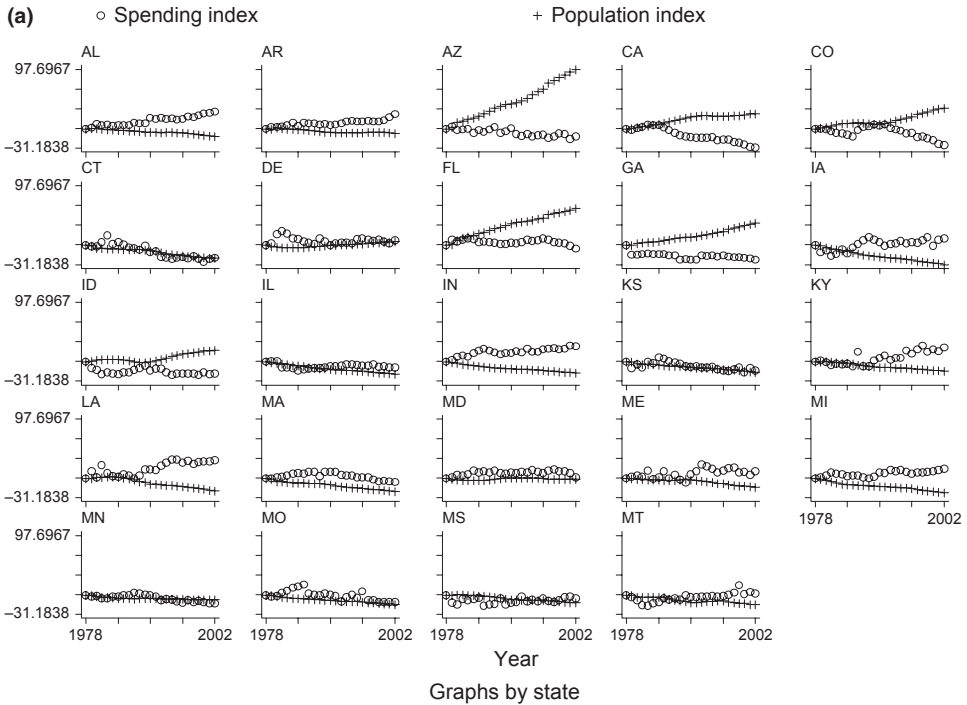 (a) ○ Spending index + Population index
AL AR AZ CA CO
97.6967
–31.1838
CT DE FL GA IA
97.6967
–31.1838
ID IL IN KS KY
97.6967
–31.1838
LA MA MD ME MI
97.6967
–31.1838
1978 2002
MN MO MS MT
97.6967
–31.1838
1978 2002 1978 2002 1978 2002 1978 2002
Year
Graphs by state